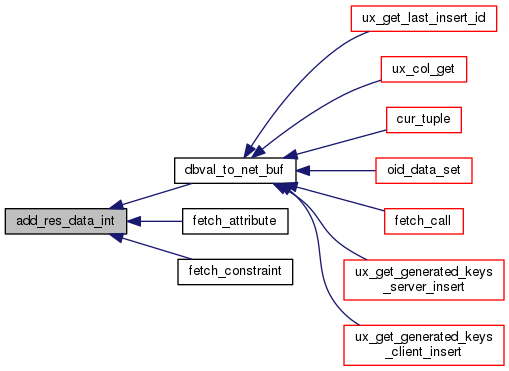 ux_get_last_insert_id
ux_col_get
cur_tuple
dbval_to_net_buf
oid_data_set
add_res_data_int
fetch_attribute
fetch_call
fetch_constraint
ux_get_generated_keys
_server_insert
ux_get_generated_keys
_client_insert